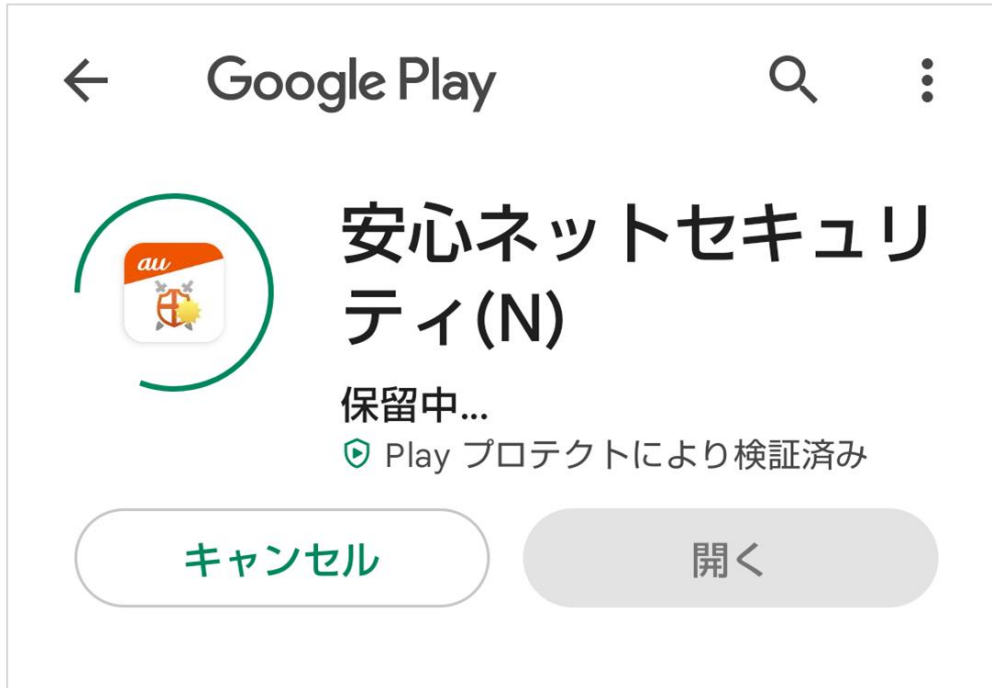 Google Play
au
安心ネットセキュリ
ティ(N)
保留中...
Play プロテクトにより検証済み
キャンセル
開く